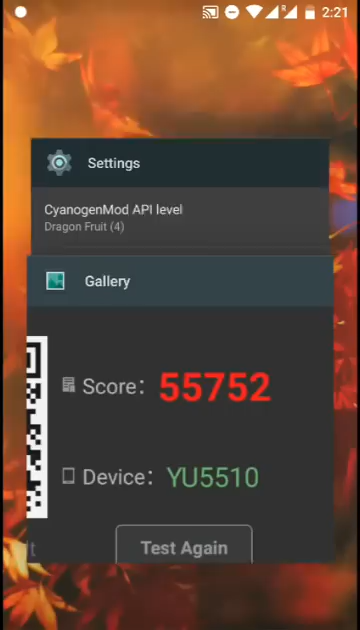 R
2:21
Settings
CyanogenMod API level
Dragon Fruit (4)
Gallery
Score: 55752
Device: YU5510
t
Test Again